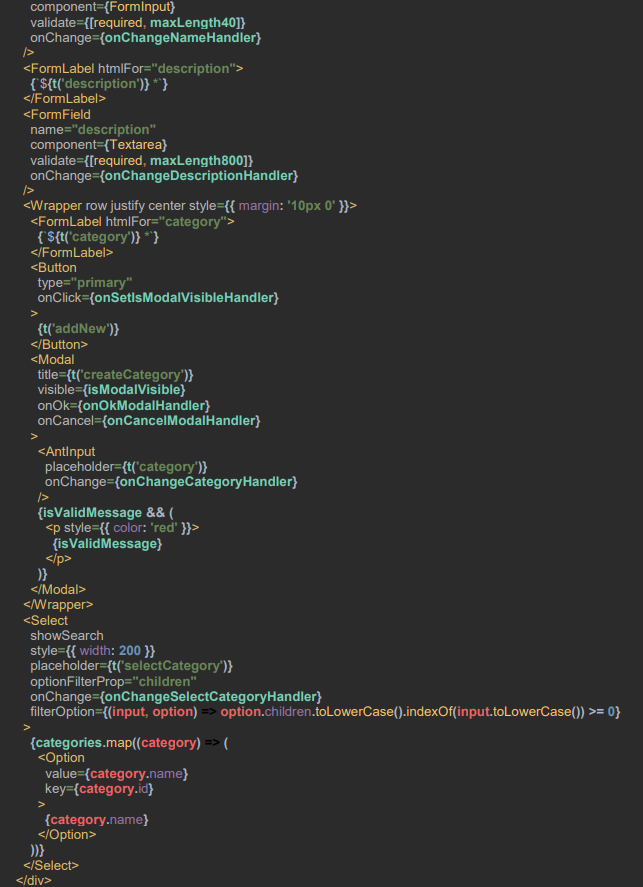 component={FormInput}
validate={[required, maxLength40]}
onChange={onChangeNameHandler}
/>
<FormLabel htmlFor="description">
{`${t('description')} *`}
</FormLabel>
<FormField
name="description"
component={Textarea}
validate={[required, maxLength800]}
onChange={onChangeDescriptionHandler}
/>
<Wrapper row justify center style={{ margin: '10px 0' }}>
<FormLabel htmlFor="category">
{`${t('category')} *`}
</FormLabel>
<Button
type="primary"
onClick={onSetIsModalVisibleHandler}
>
{t('addNew')}
</Button>
<Modal
title={t('createCategory')}
visible={isModalVisible}
onOk={onOkModalHandler}
onCancel={onCancelModalHandler}
>
<AntInput
placeholder={t('category')}
onChange={onChangeCategoryHandler}
/>
{isValidMessage && (
<p style={{ color: 'red' }}>
{isValidMessage}
</p>
)}
</Modal>
</Wrapper>
<Select
showSearch
style={{ width: 200 }}
placeholder={t('selectCategory')}
optionFilterProp="children"
onChange={onChangeSelectCategoryHandler}
filterOption={(input, option) => option.children.toLowerCase().indexOf(input.toLowerCase()) >= 0}
>
{categories.map((category) => (
<Option
value={category.name}
key={category.id}
>
{category.name}
</Option>
))}
</Select>
</div>